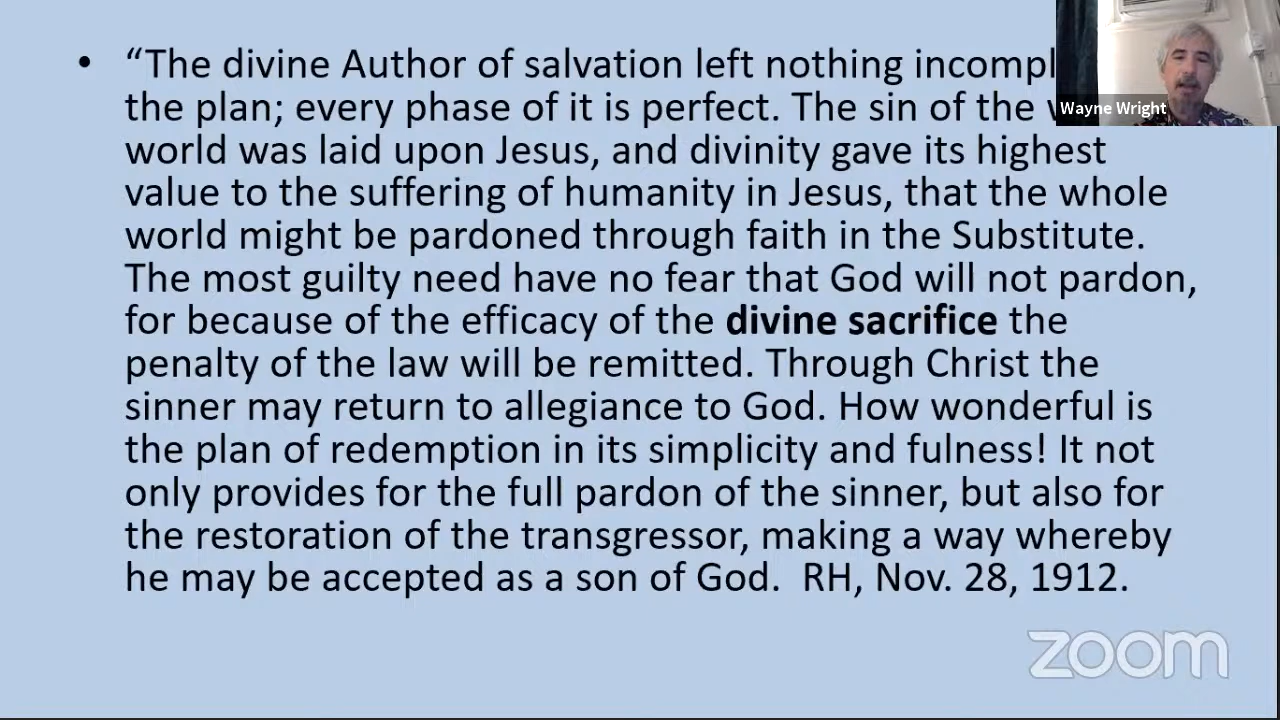 • “The divine Author of salvation left nothing incompl
the plan; every phase of it is perfect. The sin of the
world was laid upon Jesus, and divinity gave its highest
value to the suffering of humanity in Jesus, that the whole
world might be pardoned through faith in the Substitute.
The most guilty need have no fear that God will not pardon,
for because of the efficacy of the divine sacrifice the
penalty of the law will be remitted. Through Christ the
sinner may return to allegiance to God. How wonderful is
the plan of redemption in its simplicity and fulness! It not
only provides for the full pardon of the sinner, but also for
the restoration of the transgressor, making a way whereby
he may be accepted as a son of God.  RH, Nov. 28, 1912.
Wayne Wright
zoom